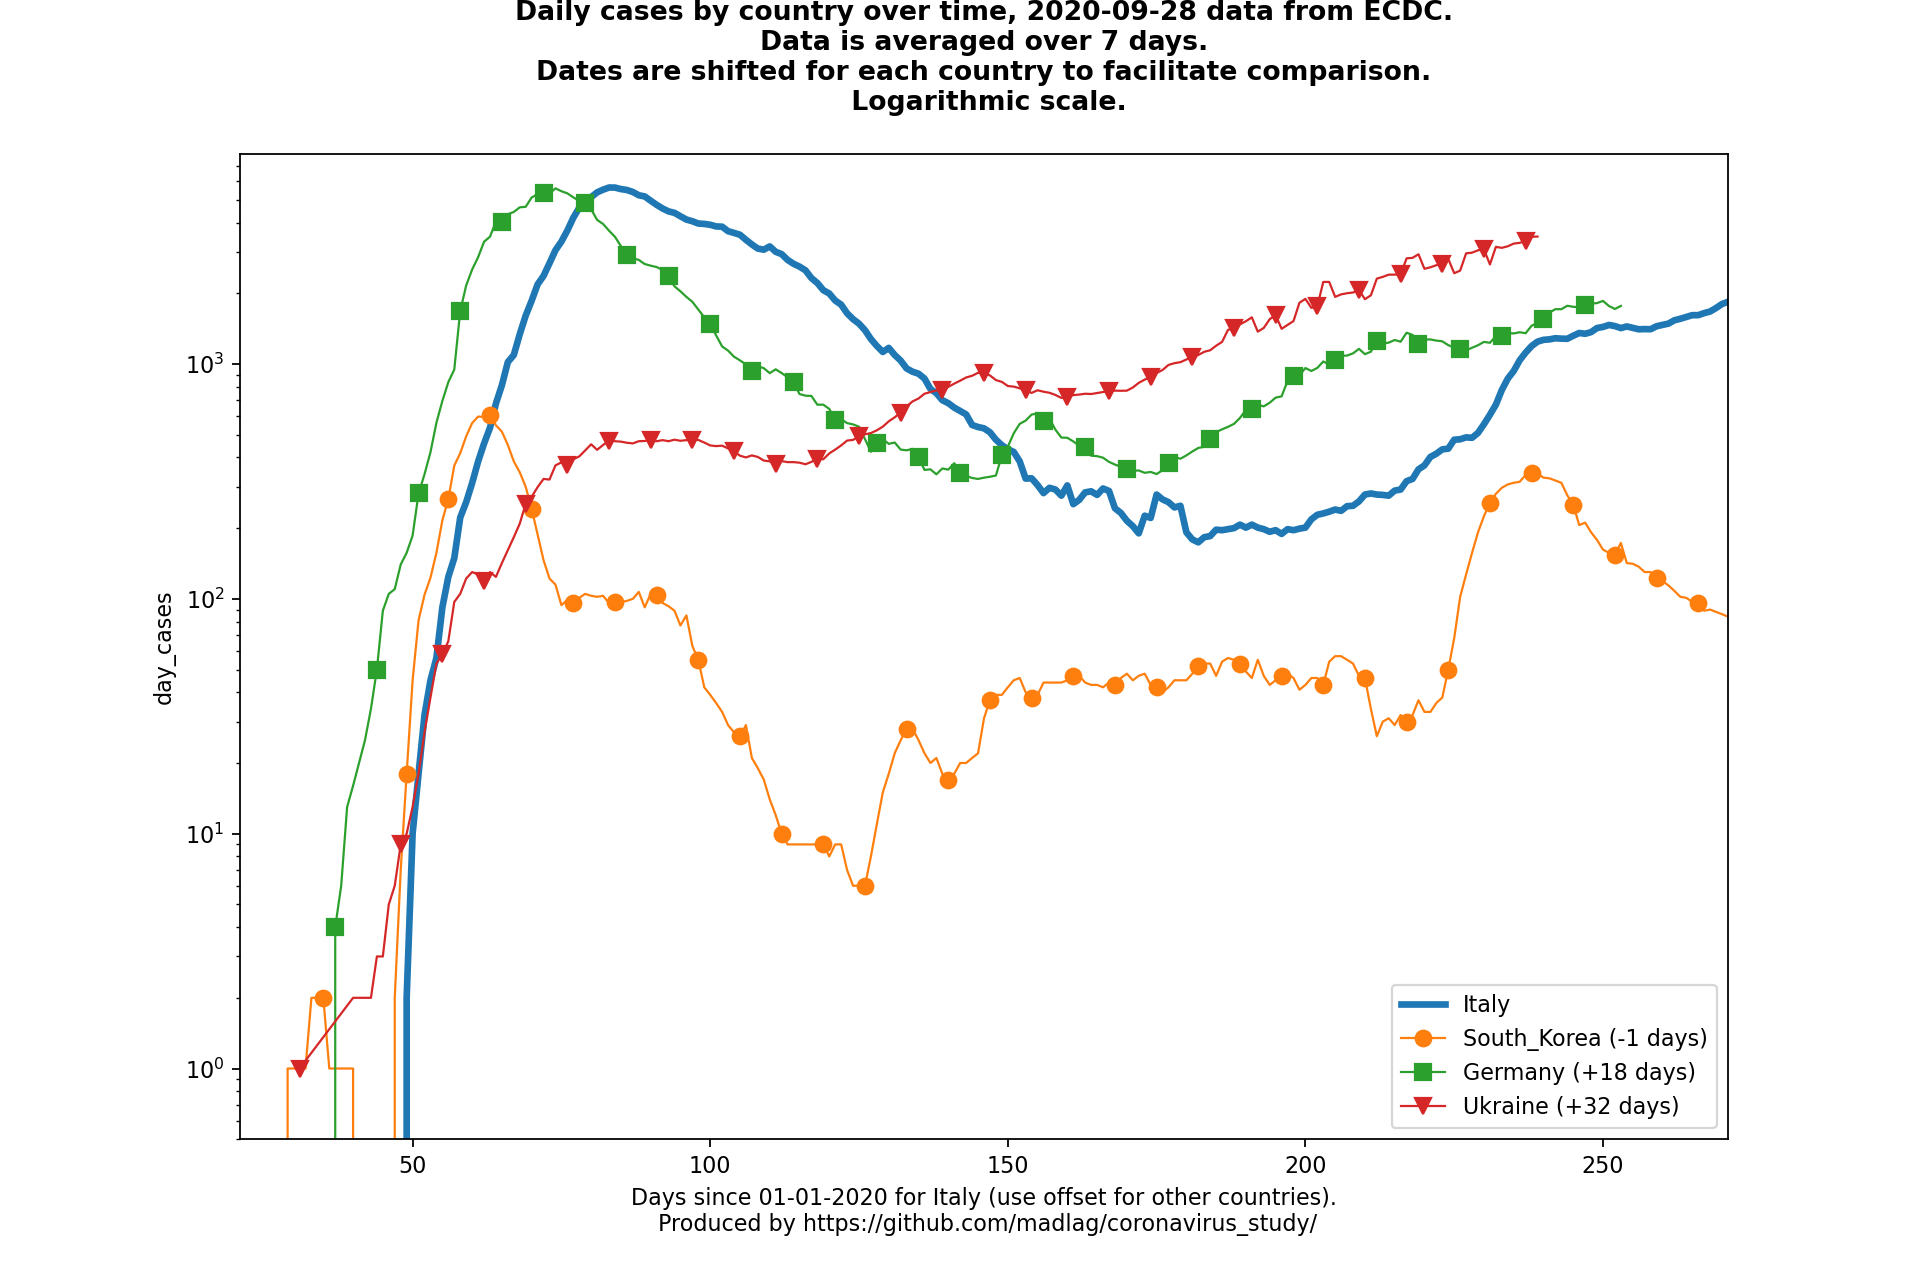 Daily cases by country over time, 2020-09-28 data from ECDC.
Data is averaged over 7 days.
Dates are shifted for each country to facilitate comparison.
Logarithmic scale.
10³
10²
10¹
10⁰
day_cases
Italy
South_Korea (-1 days)
Germany (+18 days)
Ukraine (+32 days)
50 100 150 200 250
Days since 01-01-2020 for Italy (use offset for other countries).
Produced by https://github.com/madlag/coronavirus_study/